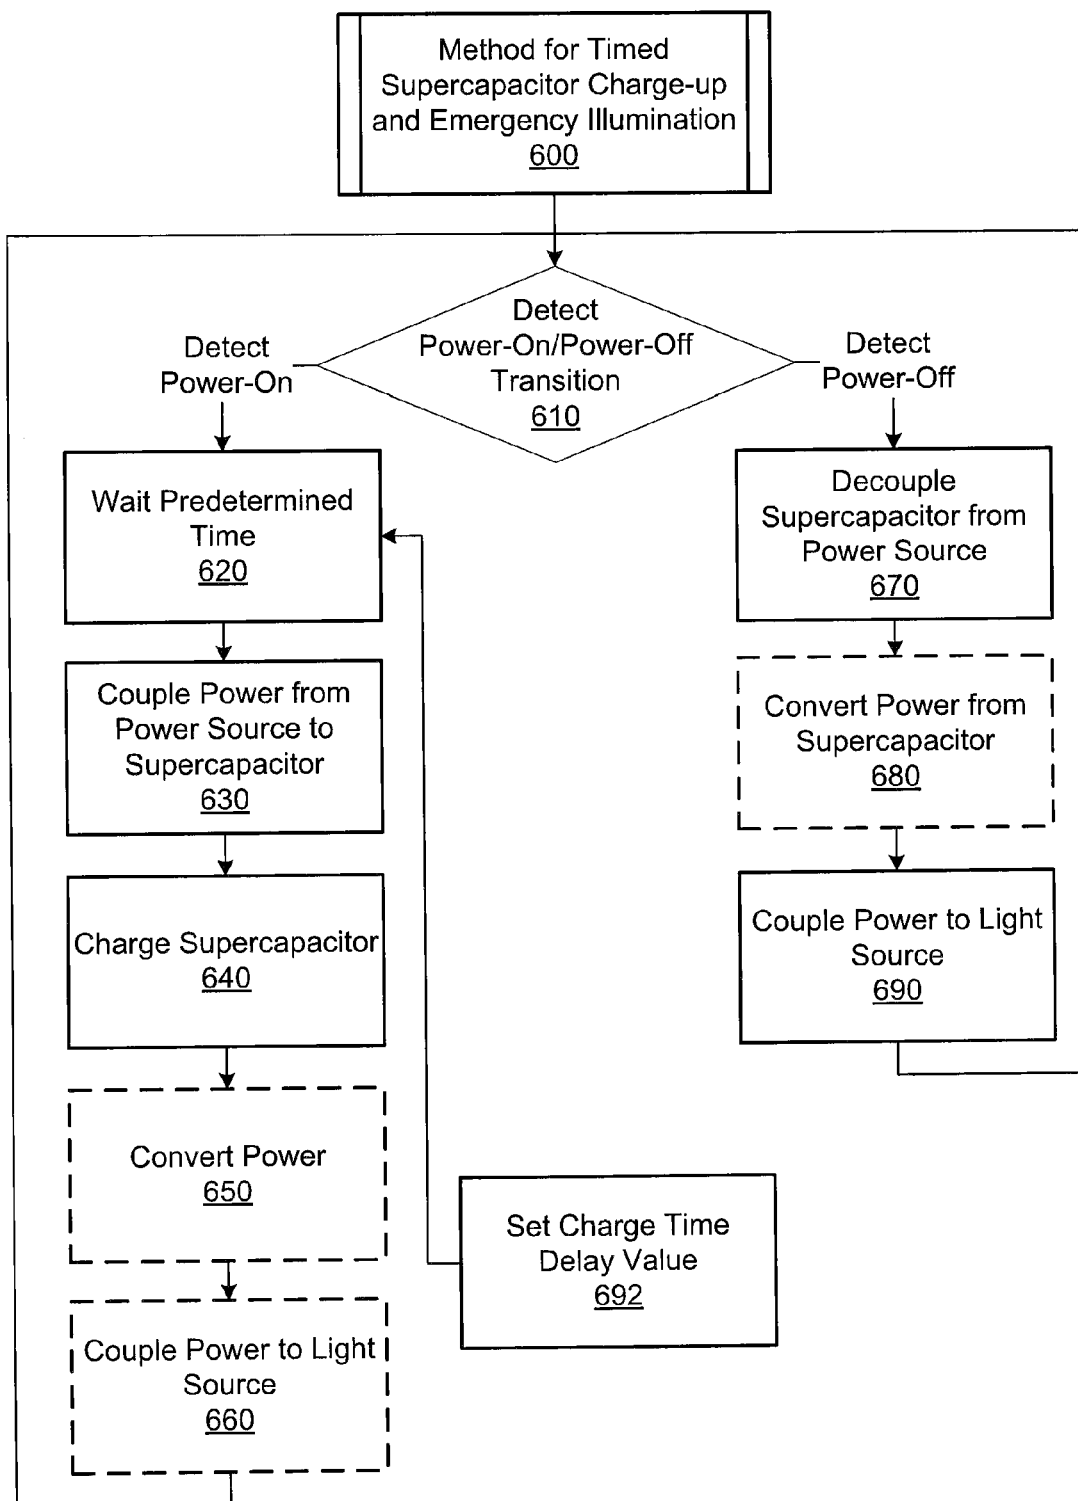 Method for Timed
Supercapacitor Charge-up
and Emergency Illumination
600
Detect
Power-On/Power-Off
Transition
610
Detect
Power-On
Detect
Power-Off
Wait Predetermined
Time
620
Couple Power from
Power Source to
Supercapacitor
630
Charge Supercapacitor
640
Convert Power
650
Couple Power to Light
Source
660
Decouple
Supercapacitor from
Power Source
670
Convert Power from
Supercapacitor
680
Couple Power to Light
Source
690
Set Charge Time
Delay Value
692